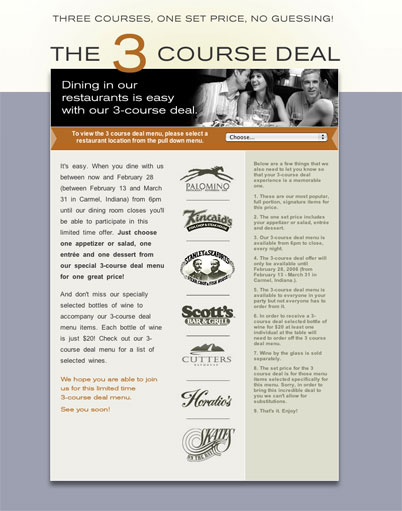 THREE COURSES, ONE SET PRICE, NO GUESSING!
THE 3 COURSE DEAL
Dining in our
restaurants is easy
with our 3-course deal.
To view the 3 course deal menu, please select a
restaurant location from the pull down menu.
Choose...
It's easy. When you dine with us
between now and February 28
(between February 13 and March
31 in Carmel, Indiana) from 6pm
until our dining room closes you'll
be able to participate in this
limited time offer. Just choose
one appetizer or salad, one
entrée and one dessert from
our special 3-course deal menu
for one great price!
And don't miss our specially
selected bottles of wine to
accompany our 3-course deal
menu items. Each bottle of wine
is just $20! Check out our 3-
course deal menu for a list of
selected wines.
We hope you are able to join
us for this limited time
3-course deal menu.
See you soon!
PALOMINO
Kincaid's
FISH CHOP & STEAK HOUSE
STANLEY & SEAFORTS
STEAK CHOP & FISH HOUSE
Scott's
BAR & GRILL
CUTTERS
BAYHOUSE
Horatio's
SKATES
ON THE BAY
Below are a few things that we
also need to let you know so
that your 3-course deal
experience is a memorable
one.
1. These are our most popular,
full portion, signature items for
this price.
2. The one set price includes
your appetizer or salad, entrée
and dessert.
3. Our 3-course deal menu is
available from 6pm to close,
every night.
4. The 3-course deal offer will
only be available until
February 28, 2008 (from
February 13 - March 31 in
Carmel, Indiana).
5. The 3-course deal menu is
available to everyone in your
party but not everyone has to
order from it.
6. In order to receive a 3-
course deal selected bottle of
wine for $20 at least one
individual at the table will
need to order off the 3 course
deal menu.
7. Wine by the glass is sold
separately.
8. The set price for the 3
course deal is for those menu
items selected specifically for
this menu. Sorry, in order to
bring this incredible deal to
you we can't allow for
substitutions.
9. That's it. Enjoy!